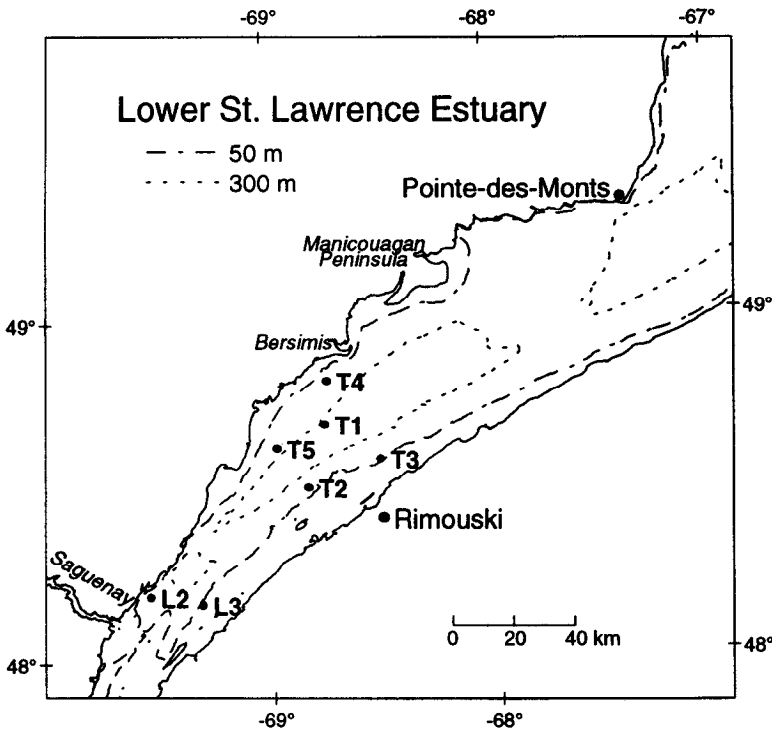 -69° -68° -67°
Lower St. Lawrence Estuary
50 m
300 m
Pointe-des-Monts
Manicouagan
Peninsula
49° 49°
Bersimis
T4
T1
T5 T3
T2
Rimouski
Saguenay
L2 L3
0 20 40 km
48° 48°
-69° -68°